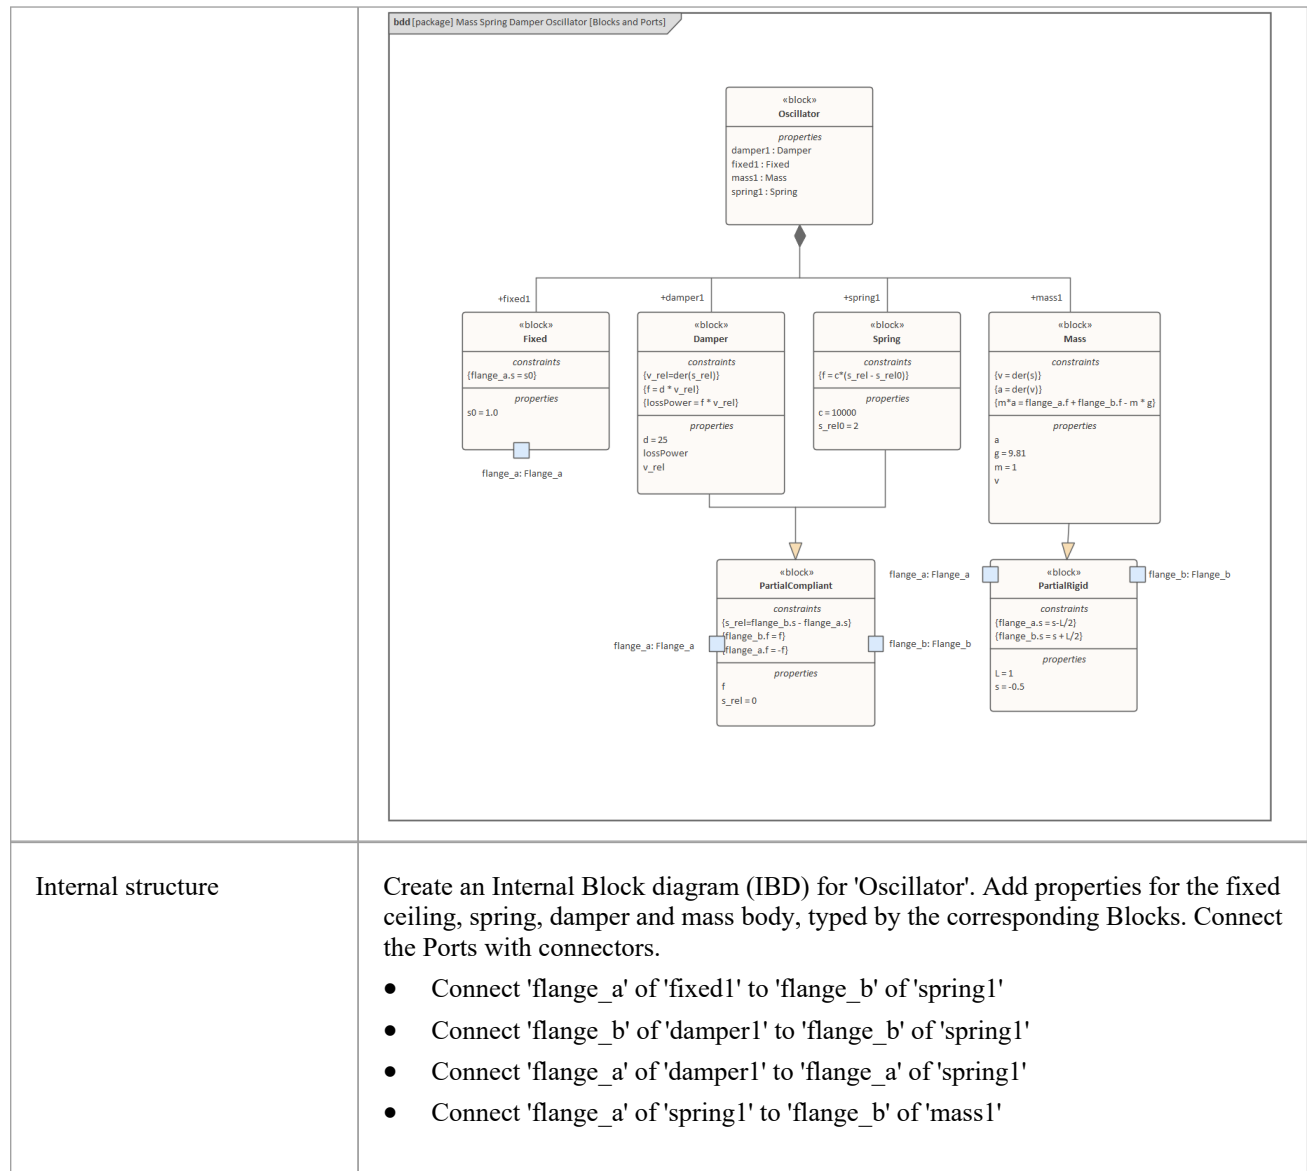 bdd [package] Mass Spring Damper Oscillator [Blocks and Ports]
«block»
Oscillator
properties
damper1 : Damper
fixed1 : Fixed
mass1 : Mass
spring1 : Spring
+fixed1
+damper1
+spring1
+mass1
«block»
Fixed
constraints
{flange_a.s = s0}
properties
s0 = 1.0
flange_a: Flange_a
«block»
Damper
constraints
{v_rel=der(s_rel)}
{f = d * v_rel}
{lossPower = f * v_rel}
properties
d = 25
lossPower
v_rel
«block»
Spring
constraints
{f = c*(s_rel - s_rel0)}
properties
c = 10000
s_rel0 = 2
«block»
Mass
constraints
{v = der(s)}
{a = der(v)}
{m*a = flange_a.f + flange_b.f - m * g}
properties
a
g = 9.81
m = 1
v
«block»
PartialCompliant
constraints
{s_rel=flange_b.s - flange_a.s}
{flange_b.f = f}
{flange_a.f = -f}
properties
f
s_rel = 0
flange_a: Flange_a
flange_b: Flange_b
flange_a: Flange_a
«block»
PartialRigid
constraints
{flange_a.s = s-L/2}
{flange_b.s = s + L/2}
properties
L = 1
s = -0.5
flange_b: Flange_b
Internal structure
Create an Internal Block diagram (IBD) for 'Oscillator'. Add properties for the fixed
ceiling, spring, damper and mass body, typed by the corresponding Blocks. Connect
the Ports with connectors.
• Connect 'flange_a' of 'fixed1' to 'flange_b' of 'spring1'
• Connect 'flange_b' of 'damper1' to 'flange_b' of 'spring1'
• Connect 'flange_a' of 'damper1' to 'flange_a' of 'spring1'
• Connect 'flange_a' of 'spring1' to 'flange_b' of 'mass1'